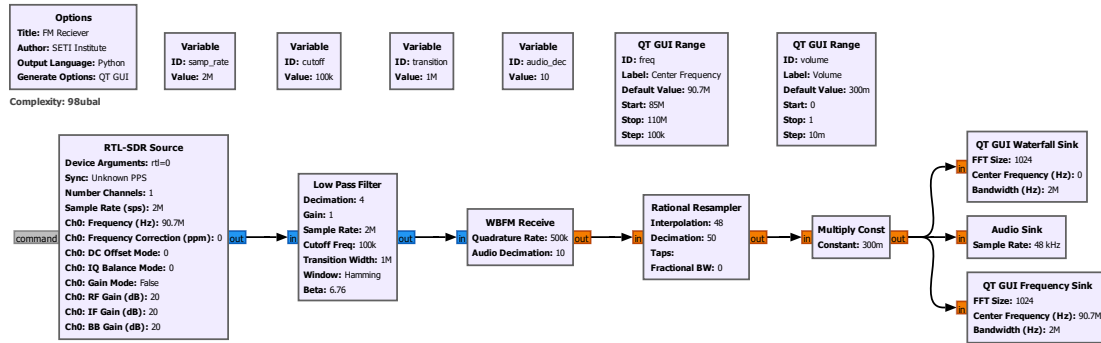 Options
Title: FM Reciever
Author: SETI Institute
Output Language: Python
Generate Options: QT GUI
Complexity: 98ubal
Variable
ID: samp_rate
Value: 2M
Variable
ID: cutoff
Value: 100k
Variable
ID: transition
Value: 1M
Variable
ID: audio_dec
Value: 10
QT GUI Range
ID: freq
Label: Center Frequency
Default Value: 90.7M
Start: 85M
Stop: 110M
Step: 100k
QT GUI Range
ID: volume
Label: Volume
Default Value: 300m
Start: 0
Stop: 1
Step: 10m
command
RTL-SDR Source
Device Arguments: rtl=0
Sync: Unknown PPS
Number Channels: 1
Sample Rate (sps): 2M
Ch0: Frequency (Hz): 90.7M
Ch0: Frequency Correction (ppm): 0
Ch0: DC Offset Mode: 0
Ch0: IQ Balance Mode: 0
Ch0: Gain Mode: False
Ch0: RF Gain (dB): 20
Ch0: IF Gain (dB): 20
Ch0: BB Gain (dB): 20
out
in
Low Pass Filter
Decimation: 4
Gain: 1
Sample Rate: 2M
Cutoff Freq: 100k
Transition Width: 1M
Window: Hamming
Beta: 6.76
out
in
WBFM Receive
Quadrature Rate: 500k
Audio Decimation: 10
out
in
Rational Resampler
Interpolation: 48
Decimation: 50
Taps:
Fractional BW: 0
out
in
Multiply Const
Constant: 300m
out
in
QT GUI Waterfall Sink
FFT Size: 1024
Center Frequency (Hz): 0
Bandwidth (Hz): 2M
in
Audio Sink
Sample Rate: 48 kHz
in
QT GUI Frequency Sink
FFT Size: 1024
Center Frequency (Hz): 90.7M
Bandwidth (Hz): 2M